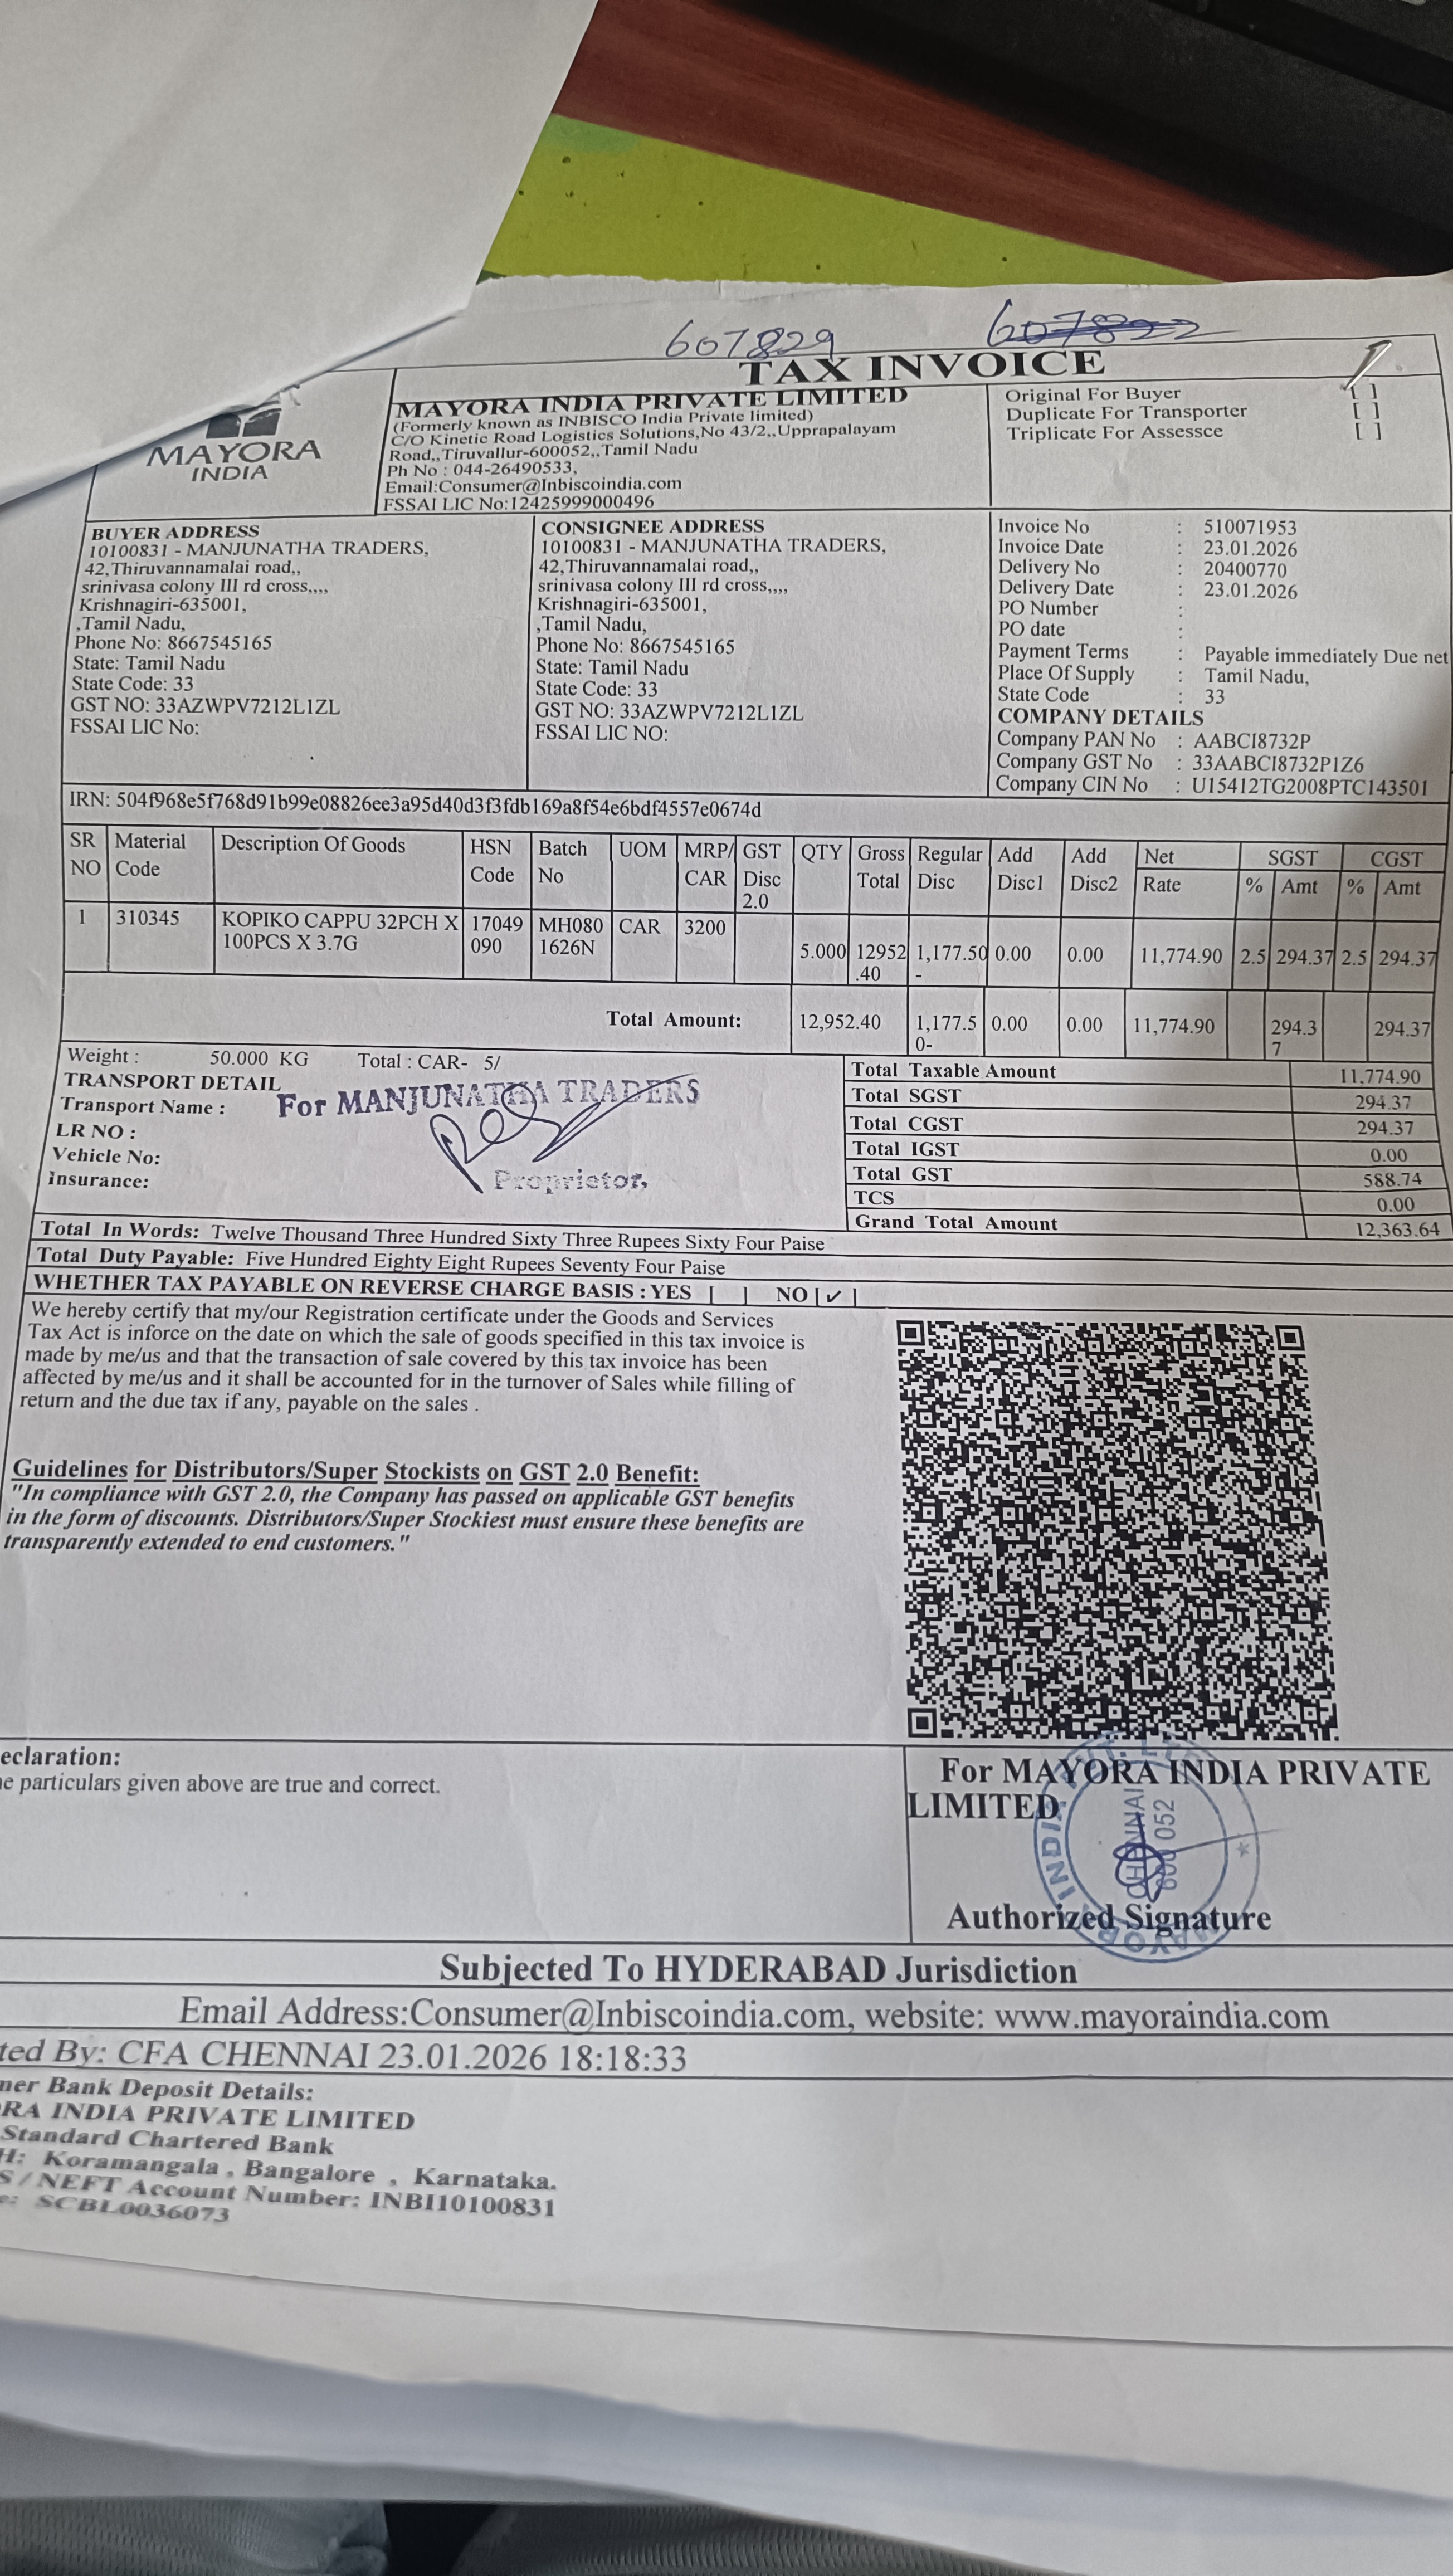 607829 607822
TAX INVOICE
MAYORA
INDIA
MAYORA INDIA PRIVATE LIMITED
(Formerly known as INBISCO India Private limited)
C/O Kinetic Road Logistics Solutions,No 43/2,,Upprapalayam
Road,,Tiruvallur-600052,,Tamil Nadu
Ph No : 044-26490533,
Email:Consumer@Inbiscoindia.com
FSSAI LIC No:12425999000496
Original For Buyer [ ]
Duplicate For Transporter [ ]
Triplicate For Assessce [ ]
BUYER ADDRESS
10100831 - MANJUNATHA TRADERS,
42,Thiruvannamalai road,,
srinivasa colony III rd cross,,,,
Krishnagiri-635001,
,Tamil Nadu,
Phone No: 8667545165
State: Tamil Nadu
State Code: 33
GST NO: 33AZWPV7212L1ZL
FSSAI LIC No:
CONSIGNEE ADDRESS
10100831 - MANJUNATHA TRADERS,
42,Thiruvannamalai road,,
srinivasa colony III rd cross,,,,
Krishnagiri-635001,
,Tamil Nadu,
Phone No: 8667545165
State: Tamil Nadu
State Code: 33
GST NO: 33AZWPV7212L1ZL
FSSAI LIC NO:
Invoice No : 510071953
Invoice Date : 23.01.2026
Delivery No : 20400770
Delivery Date : 23.01.2026
PO Number :
PO date :
Payment Terms : Payable immediately Due net
Place Of Supply : Tamil Nadu,
State Code : 33
COMPANY DETAILS
Company PAN No : AABCI8732P
Company GST No : 33AABCI8732P1Z6
Company CIN No : U15412TG2008PTC143501
IRN: 504f968e5f768d91b99e08826ee3a95d40d3f3fdb169a8f54e6bdf4557e0674d
SR NO Material Code Description Of Goods HSN Code Batch No UOM MRP/CAR GST Disc 2.0 QTY Gross Total Regular Disc Add Disc1 Add Disc2 Net Rate SGST % Amt CGST % Amt
1 310345 KOPIKO CAPPU 32PCH X 100PCS X 3.7G 17049090 MH0801626N CAR 3200 5.000 12952.40 1,177.50- 0.00 0.00 11,774.90 2.5 294.37 2.5 294.37
Total Amount: 12,952.40 1,177.50- 0.00 0.00 11,774.90 294.37 294.37
Weight : 50.000 KG Total : CAR- 5/
TRANSPORT DETAIL
Transport Name :
LR NO :
Vehicle No:
Insurance:
For MANJUNATHA TRADERS
Proprietor.
Total Taxable Amount 11,774.90
Total SGST 294.37
Total CGST 294.37
Total IGST 0.00
Total GST 588.74
TCS 0.00
Grand Total Amount 12,363.64
Total In Words: Twelve Thousand Three Hundred Sixty Three Rupees Sixty Four Paise
Total Duty Payable: Five Hundred Eighty Eight Rupees Seventy Four Paise
WHETHER TAX PAYABLE ON REVERSE CHARGE BASIS : YES [ ] NO [✓]
We hereby certify that my/our Registration certificate under the Goods and Services
Tax Act is inforce on the date on which the sale of goods specified in this tax invoice is
made by me/us and that the transaction of sale covered by this tax invoice has been
affected by me/us and it shall be accounted for in the turnover of Sales while filling of
return and the due tax if any, payable on the sales .
Guidelines for Distributors/Super Stockists on GST 2.0 Benefit:
"In compliance with GST 2.0, the Company has passed on applicable GST benefits
in the form of discounts. Distributors/Super Stockiest must ensure these benefits are
transparently extended to end customers."
eclaration:
e particulars given above are true and correct.
For MAYORA INDIA PRIVATE
LIMITED
MAYORA INDIA PVT. LTD
CHENNAI
600 052
Authorized Signature
Subjected To HYDERABAD Jurisdiction
Email Address:Consumer@Inbiscoindia.com, website: www.mayoraindia.com
ted By: CFA CHENNAI 23.01.2026 18:18:33
ner Bank Deposit Details:
RA INDIA PRIVATE LIMITED
Standard Chartered Bank
H: Koramangala , Bangalore , Karnataka.
S / NEFT Account Number: INBI10100831
e: SCBL0036073